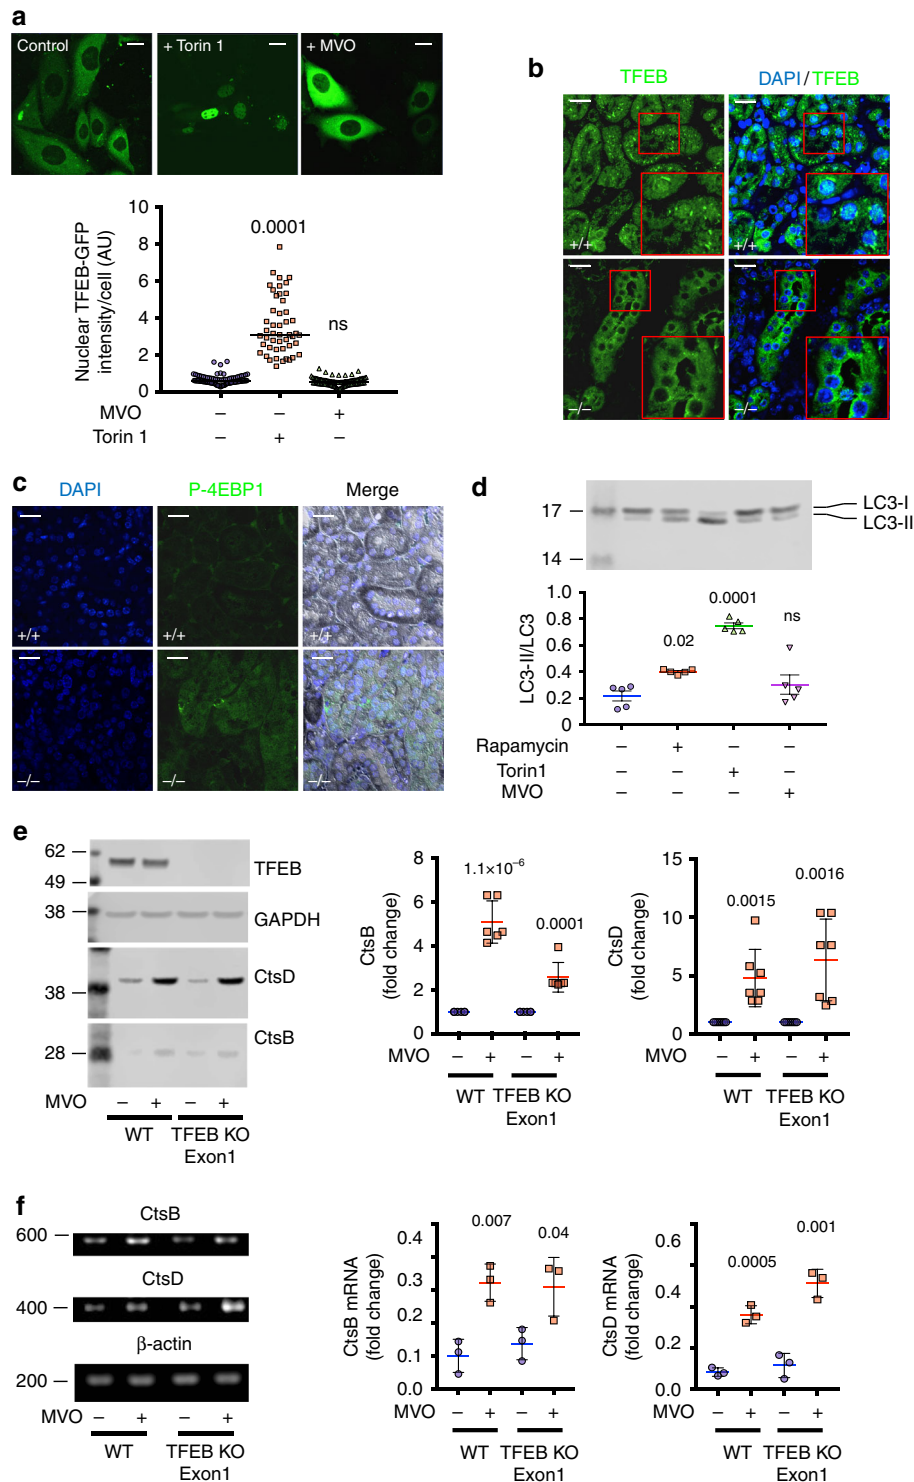 a
Control
+ Torin 1
+ MVO
Nuclear TFEB-GFP
intensity/cell (AU)
10
8
6
4
2
0
0.0001
ns
MVO – – +
Torin 1 – + –
b
TFEB
DAPI/TFEB
+/+
+/+
–/–
–/–
c
DAPI
P-4EBP1
Merge
+/+
+/+
–/–
–/–
d
17
14
LC3-I
LC3-II
LC3-II/LC3
1.0
0.8
0.6
0.4
0.2
0
0.02
0.0001
ns
Rapamycin – + – –
Torin1 – – + –
MVO – – – +
e
62
49
TFEB
38
GAPDH
CtsD
38
CtsB
28
MVO – + – +
WT
TFEB KO
Exon1
CtsB
(fold change)
8
6
4
2
0
1.1×10⁻⁶
0.0001
MVO – + – +
WT
TFEB KO
Exon1
CtsD
(fold change)
15
10
5
0
0.0015
0.0016
MVO – + – +
WT
TFEB KO
Exon1
f
CtsB
600
CtsD
400
β-actin
200
MVO – + – +
WT
TFEB KO
Exon1
CtsB mRNA
(fold change)
0.4
0.3
0.2
0.1
0.0
0.007
0.04
MVO – + – +
WT
TFEB KO
Exon1
CtsD mRNA
(fold change)
0.6
0.4
0.2
0.0
0.0005
0.001
MVO – + – +
WT
TFEB KO
Exon1